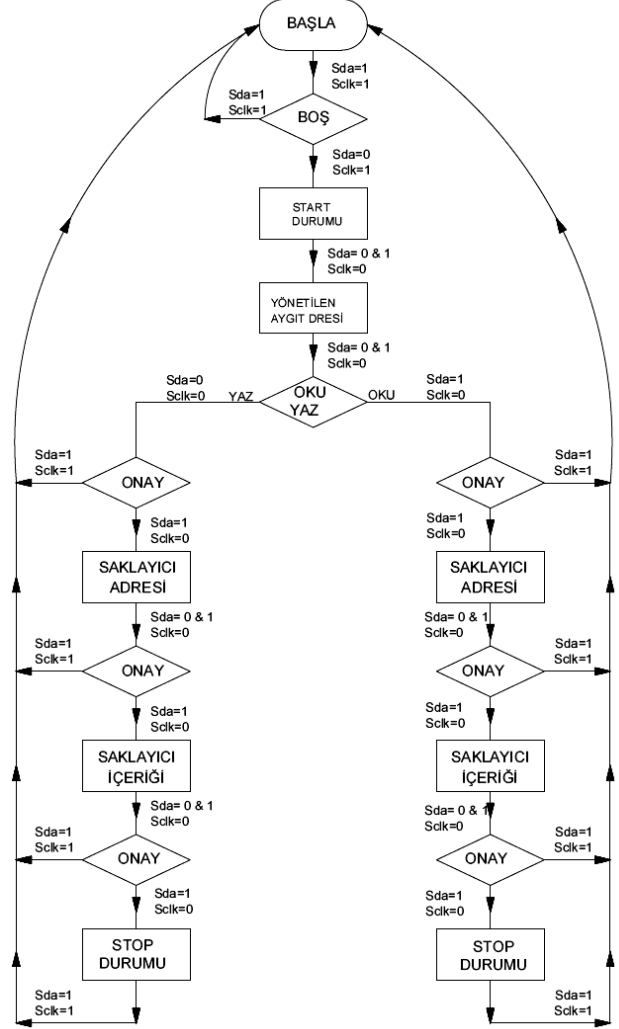 BAŞLA
Sda=1
Sclk=1
Sda=1
Sclk=1
BOŞ
Sda=0
Sclk=1
START
DURUMU
Sda= 0 & 1
Sclk=0
YÖNETİLEN
AYGIT DRESİ
Sda= 0 & 1
Sclk=0
Sda=0
Sclk=0
YAZ
OKU
YAZ
OKU
Sda=1
Sclk=0
Sda=1
Sclk=1
ONAY
Sda=1
Sclk=0
SAKLAYICI
ADRESİ
Sda= 0 & 1
Sclk=0
Sda=1
Sclk=1
ONAY
Sda=1
Sclk=0
SAKLAYICI
İÇERİĞİ
Sda= 0 & 1
Sclk=0
Sda=1
Sclk=1
ONAY
Sda=1
Sclk=0
STOP
DURUMU
Sda=1
Sclk=1
ONAY
Sda=1
Sclk=1
Sda=1
Sclk=0
SAKLAYICI
ADRESİ
Sda= 0 & 1
Sclk=0
ONAY
Sda=1
Sclk=1
Sda=1
Sclk=0
SAKLAYICI
İÇERİĞİ
Sda= 0 & 1
Sclk=0
ONAY
Sda=1
Sclk=1
Sda=1
Sclk=0
STOP
DURUMU
Sda=1
Sclk=1